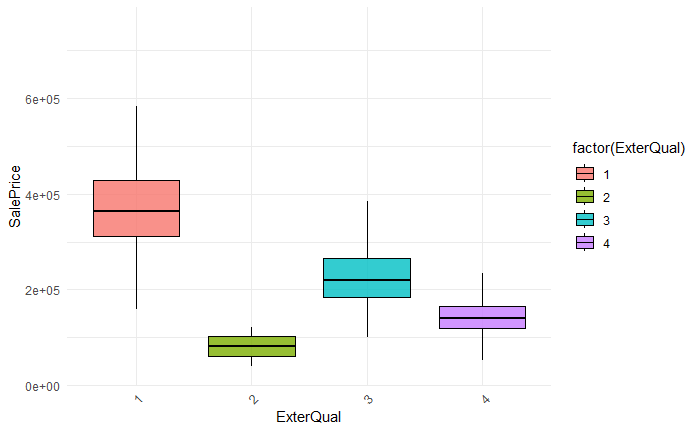 SalePrice
6e+05
4e+05
2e+05
0e+00
1
2
3
4
ExterQual
factor(ExterQual)
1
2
3
4